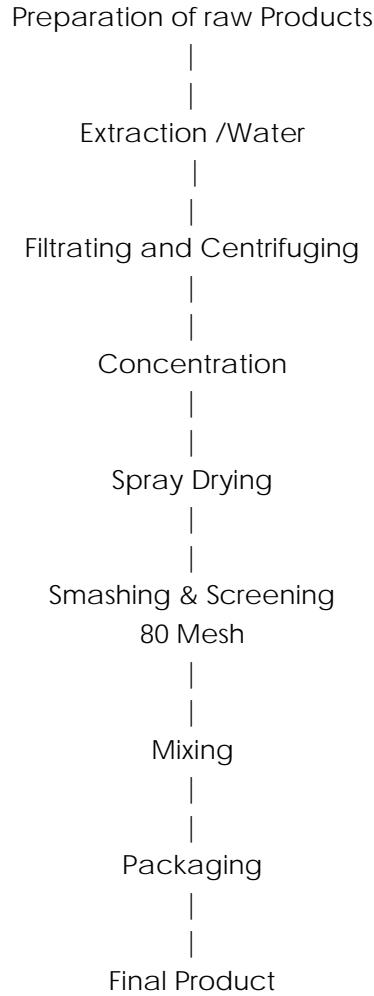 Preparation of raw Products
Extraction /Water
Filtrating and Centrifuging
Concentration
Spray Drying
Smashing & Screening
80 Mesh
Mixing
Packaging
Final Product